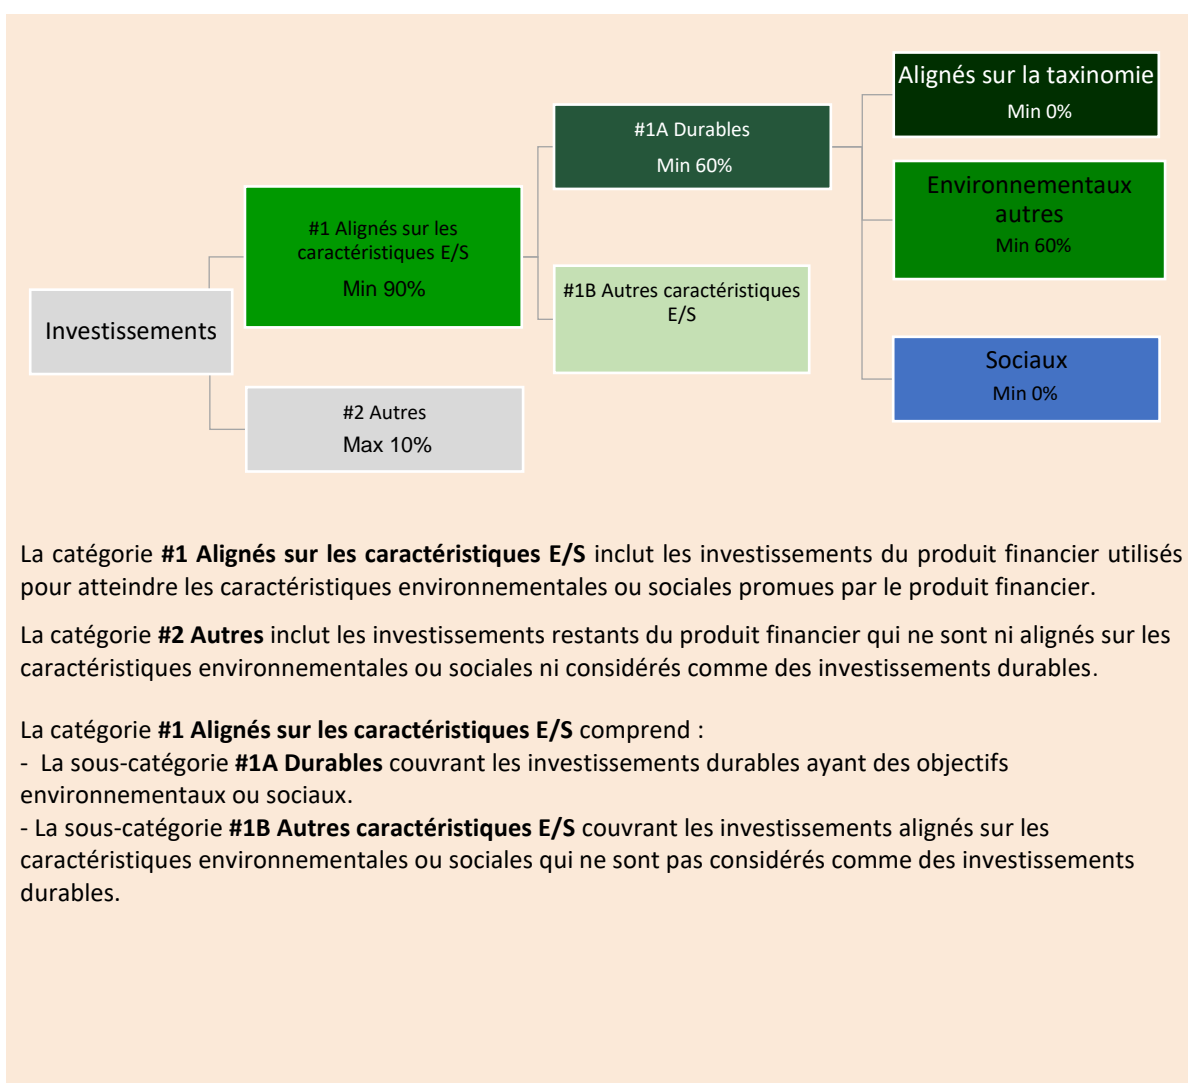 Investissements
#1 Alignés sur les
caractéristiques E/S
Min 90%
#2 Autres
Max 10%
#1A Durables
Min 60%
#1B Autres caractéristiques
E/S
Alignés sur la taxinomie
Min 0%
Environnementaux
autres
Min 60%
Sociaux
Min 0%
La catégorie #1 Alignés sur les caractéristiques E/S inclut les investissements du produit financier utilisés
pour atteindre les caractéristiques environnementales ou sociales promues par le produit financier.
La catégorie #2 Autres inclut les investissements restants du produit financier qui ne sont ni alignés sur les
caractéristiques environnementales ou sociales ni considérés comme des investissements durables.
La catégorie #1 Alignés sur les caractéristiques E/S comprend :
- La sous-catégorie #1A Durables couvrant les investissements durables ayant des objectifs
environnementaux ou sociaux.
- La sous-catégorie #1B Autres caractéristiques E/S couvrant les investissements alignés sur les
caractéristiques environnementales ou sociales qui ne sont pas considérés comme des investissements
durables.